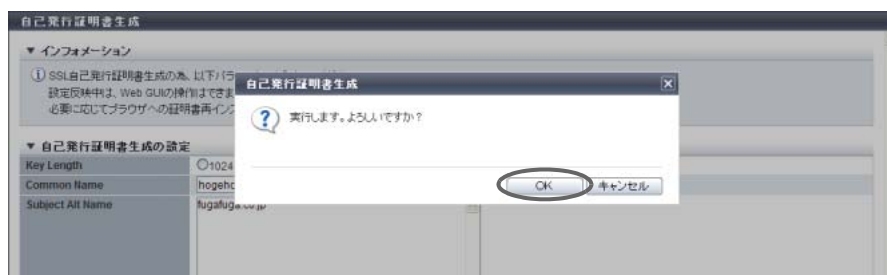 自己発行証明書生成
▼ インフォメーション
SSL自己発行証明書生成の為、以下パラ
設定反映中は、Web GUIの操作はできま
必要に応じてブラウザへの証明書再イン
自己発行証明書生成
実行します。よろしいですか?
OK キャンセル
▼ 自己発行証明書生成の設定
Key Length 1024
Common Name hogeho
Subject Alt Name fugafuga.co.jp